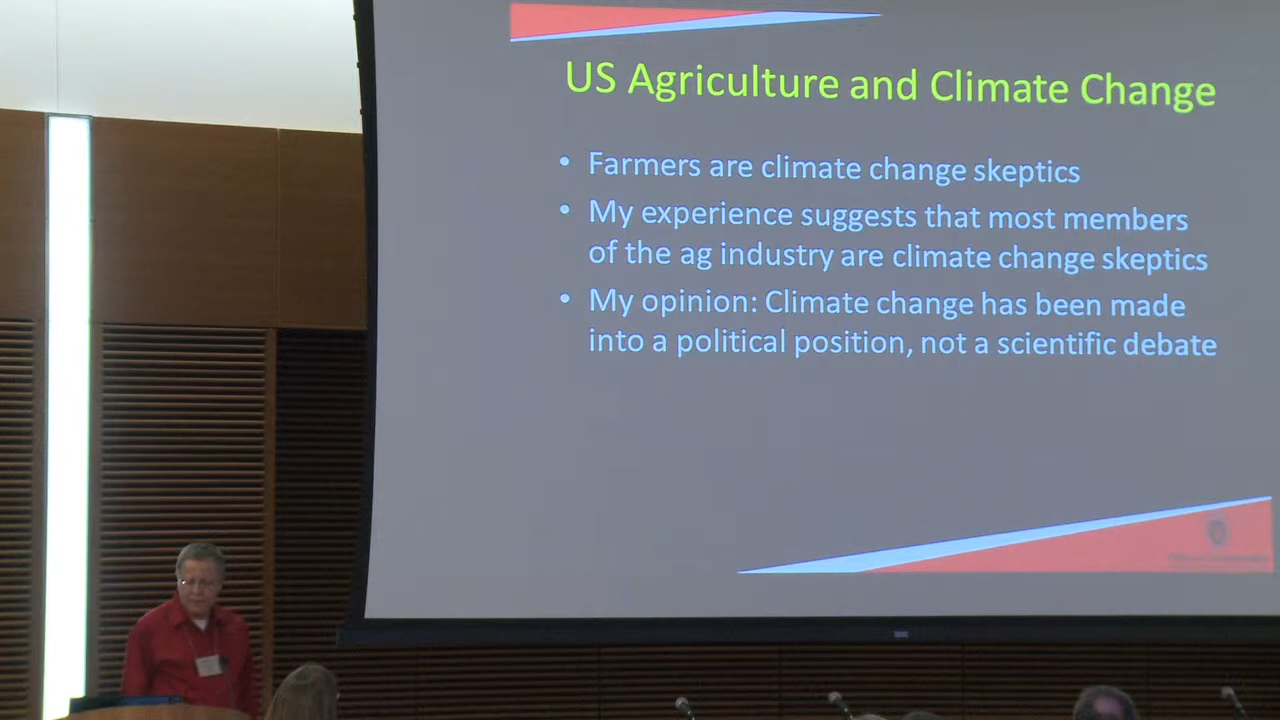 US Agriculture and Climate Change
• Farmers are climate change skeptics
• My experience suggests that most members
of the ag industry are climate change skeptics
• My opinion: Climate change has been made
into a political position, not a scientific debate